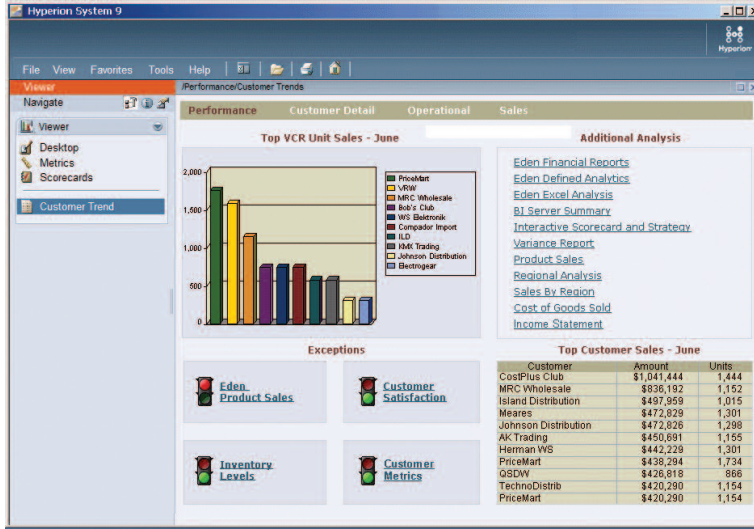 Hyperion System 9
Hyperion
File View Favorites Tools Help
Viewer
/Performance/Customer Trends
Navigate
Performance Customer Detail Operational Sales
Viewer
Desktop
Metrics
Scorecards
Customer Trend
Top VCR Unit Sales - June
2,000
1,500
1,000
500
0
PriceMart
VRW
MRC Wholesale
Bob's Club
WS Elektronik
Compador Import
ILD
KMX Trading
Johnson Distribution
Electrogear
Additional Analysis
Eden Financial Reports
Eden Defined Analytics
Eden Excel Analysis
BI Server Summary
Interactive Scorecard and Strategy
Variance Report
Product Sales
Regional Analysis
Sales By Region
Cost of Goods Sold
Income Statement
Exceptions
Eden
Product Sales
Customer
Satisfaction
Inventory
Levels
Customer
Metrics
Top Customer Sales - June
Customer Amount Units
CostPlus Club $1,041,444 1,444
MRC Wholesale $836,192 1,152
Island Distribution $497,959 1,015
Meares $472,829 1,301
Johnson Distribution $472,826 1,298
AK Trading $450,691 1,155
Herman WS $442,229 1,301
PriceMart $438,294 1,734
QSDW $426,818 866
TechnoDistrib $420,290 1,154
PriceMart $420,290 1,154